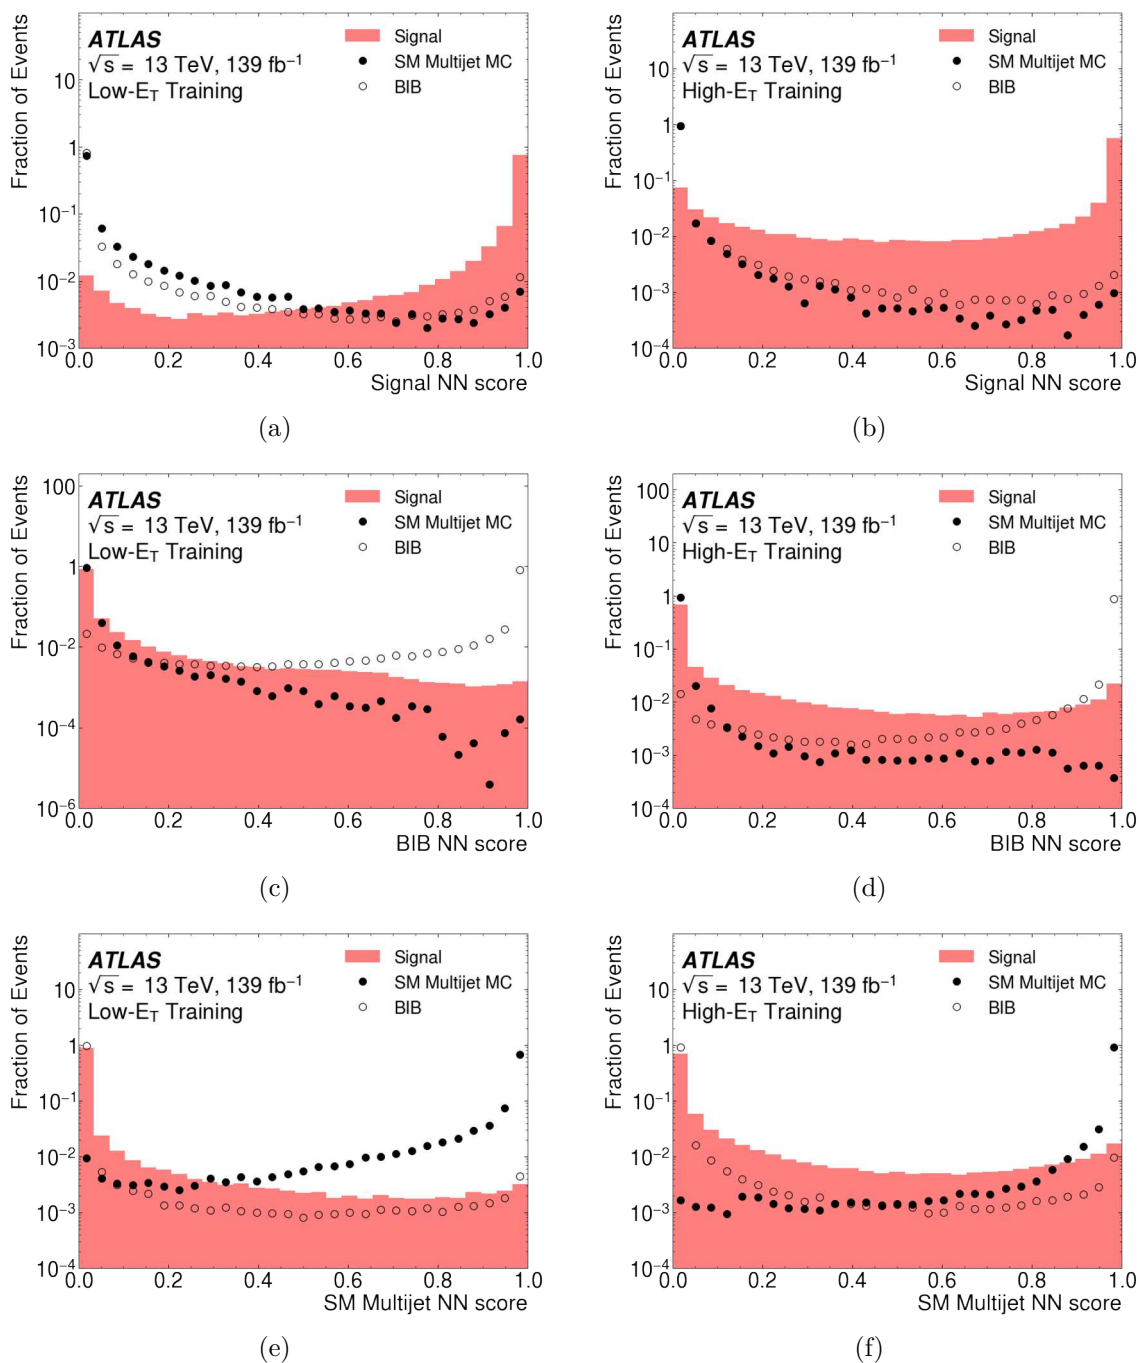 Fraction of Events
ATLAS
√s = 13 TeV, 139 fb⁻¹
Low-E_T Training
Signal
SM Multijet MC
BIB
10
1
10⁻¹
10⁻²
10⁻³
0.0 0.2 0.4 0.6 0.8 1.0
Signal NN score
(a)
Fraction of Events
ATLAS
√s = 13 TeV, 139 fb⁻¹
High-E_T Training
Signal
SM Multijet MC
BIB
10
1
10⁻¹
10⁻²
10⁻³
10⁻⁴
0.0 0.2 0.4 0.6 0.8 1.0
Signal NN score
(b)
Fraction of Events
ATLAS
√s = 13 TeV, 139 fb⁻¹
Low-E_T Training
Signal
SM Multijet MC
BIB
100
1
10⁻²
10⁻⁴
10⁻⁶
0.0 0.2 0.4 0.6 0.8 1.0
BIB NN score
(c)
Fraction of Events
ATLAS
√s = 13 TeV, 139 fb⁻¹
High-E_T Training
Signal
SM Multijet MC
BIB
100
10
1
10⁻¹
10⁻²
10⁻³
10⁻⁴
0.0 0.2 0.4 0.6 0.8 1.0
BIB NN score
(d)
Fraction of Events
ATLAS
√s = 13 TeV, 139 fb⁻¹
Low-E_T Training
Signal
SM Multijet MC
BIB
10
1
10⁻¹
10⁻²
10⁻³
10⁻⁴
0.0 0.2 0.4 0.6 0.8 1.0
SM Multijet NN score
(e)
Fraction of Events
ATLAS
√s = 13 TeV, 139 fb⁻¹
High-E_T Training
Signal
SM Multijet MC
BIB
10
1
10⁻¹
10⁻²
10⁻³
10⁻⁴
0.0 0.2 0.4 0.6 0.8 1.0
SM Multijet NN score
(f)